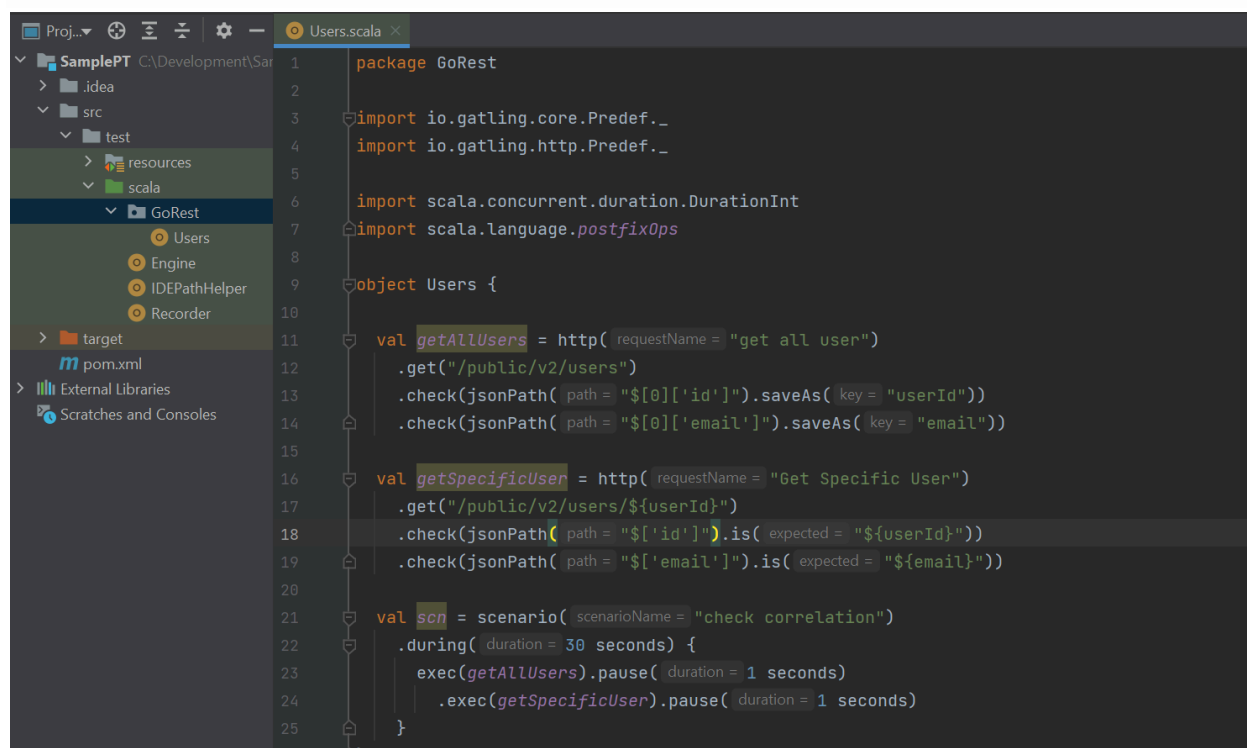 Proj...
Users.scala
SamplePT C:\Development\Sar
.idea
src
test
resources
scala
GoRest
Users
Engine
IDEPathHelper
Recorder
target
pom.xml
External Libraries
Scratches and Consoles
1 package GoRest
2
3 import io.gatling.core.Predef._
4 import io.gatling.http.Predef._
5
6 import scala.concurrent.duration.DurationInt
7 import scala.language.postfixOps
8
9 object Users {
10
11 val getAllUsers = http( requestName = "get all user")
12 .get("/public/v2/users")
13 .check(jsonPath( path = "$[0]['id']").saveAs( key = "userId"))
14 .check(jsonPath( path = "$[0]['email']").saveAs( key = "email"))
15
16 val getSpecificUser = http( requestName = "Get Specific User")
17 .get("/public/v2/users/${userId}")
18 .check(jsonPath( path = "$['id']").is( expected = "${userId}"))
19 .check(jsonPath( path = "$['email']").is( expected = "${email}"))
20
21 val scn = scenario( scenarioName = "check correlation")
22 .during( duration = 30 seconds) {
23 exec(getAllUsers).pause( duration = 1 seconds)
24 .exec(getSpecificUser).pause( duration = 1 seconds)
25 }